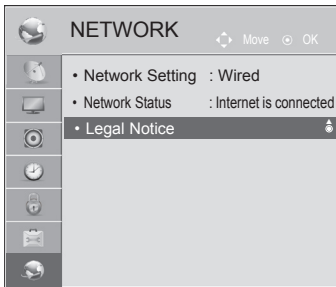 NETWORK
Move OK
• Network Setting : Wired
• Network Status : Internet is connected
• Legal Notice